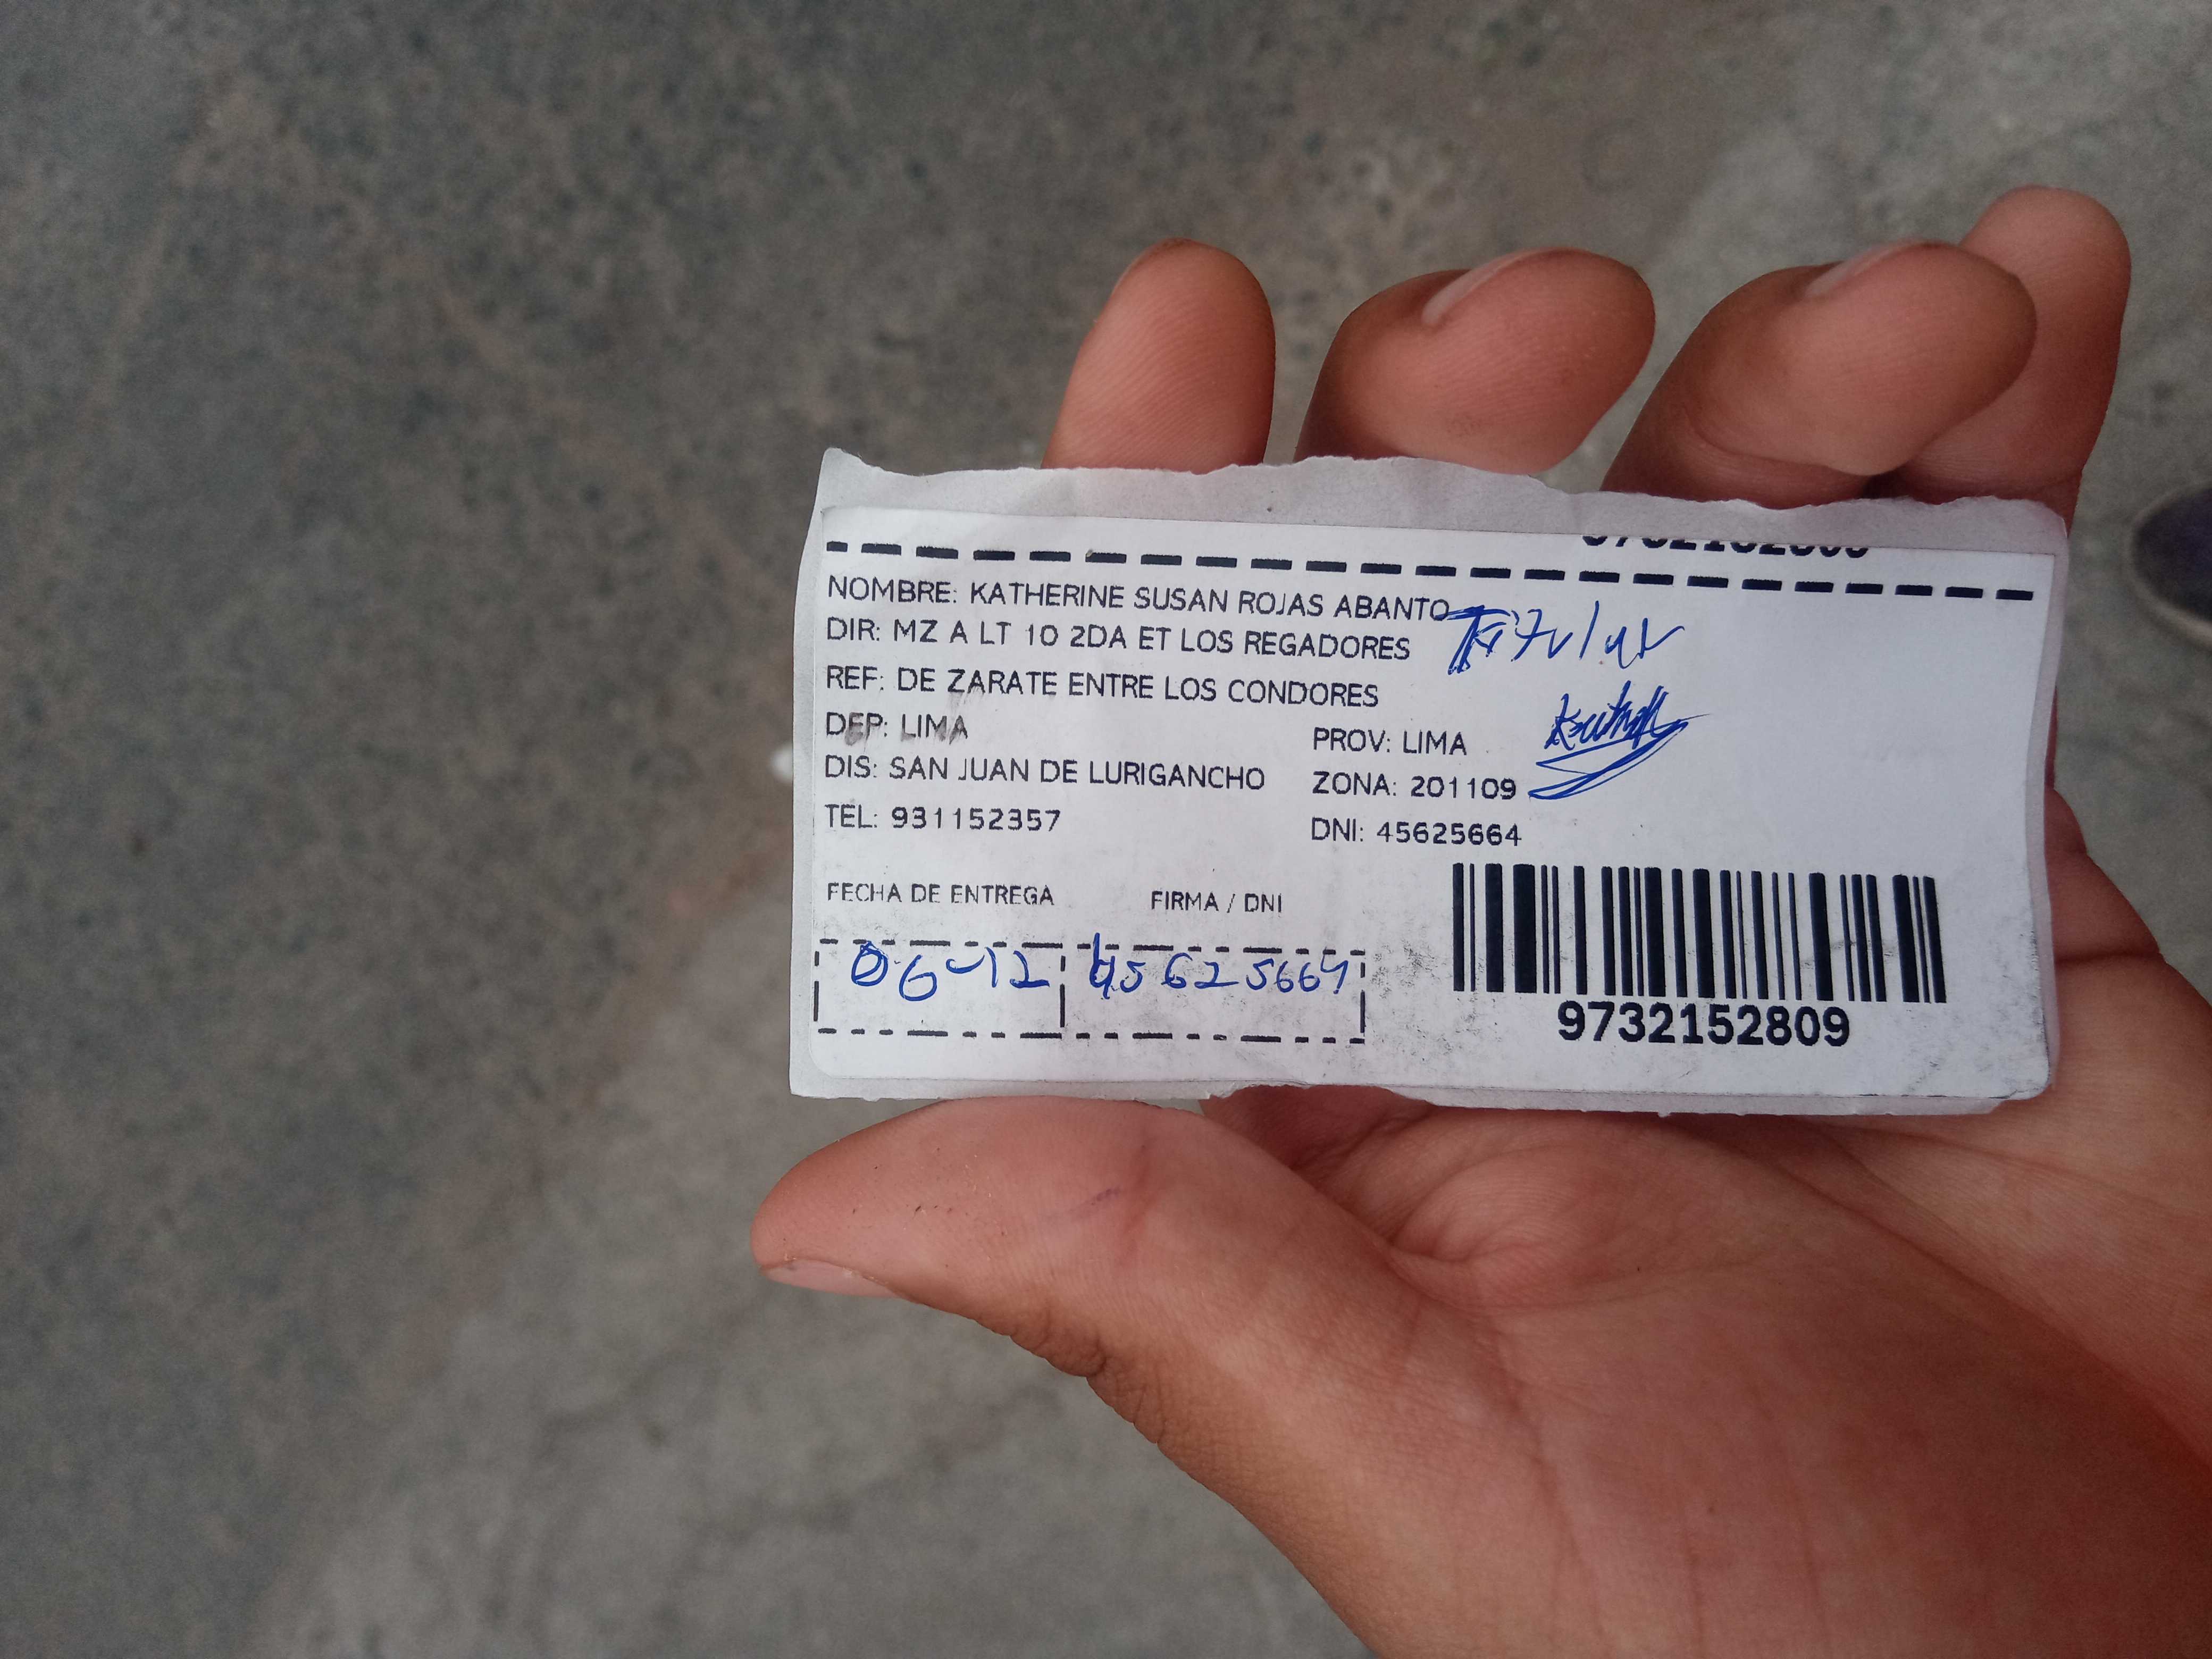 NOMBRE: KATHERINE SUSAN ROJAS ABANTO
Titular
DIR: MZ A LT 10 2DA ET LOS REGADORES
REF: DE ZARATE ENTRE LOS CONDORES
DEP: LIMA PROV: LIMA
DIS: SAN JUAN DE LURIGANCHO ZONA: 201109
TEL: 931152357 DNI: 45625664
FECHA DE ENTREGA FIRMA / DNI
06-12 45625664
9732152809